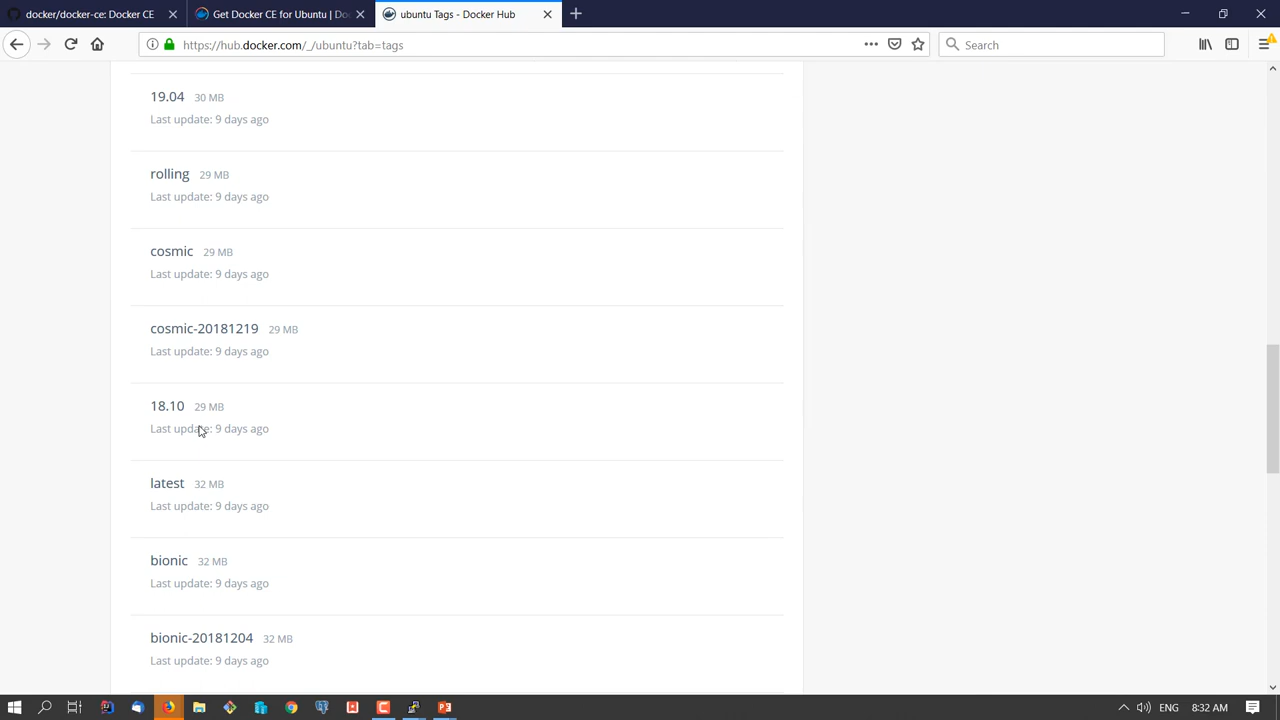 docker/docker-ce: Docker CE
Get Docker CE for Ubuntu | Do
ubuntu Tags - Docker Hub
https://hub.docker.com/_/ubuntu?tab=tags
Search
19.04 30 MB
Last update: 9 days ago
rolling 29 MB
Last update: 9 days ago
cosmic 29 MB
Last update: 9 days ago
cosmic-20181219 29 MB
Last update: 9 days ago
18.10 29 MB
Last update: 9 days ago
latest 32 MB
Last update: 9 days ago
bionic 32 MB
Last update: 9 days ago
bionic-20181204 32 MB
Last update: 9 days ago
ENG 8:32 AM